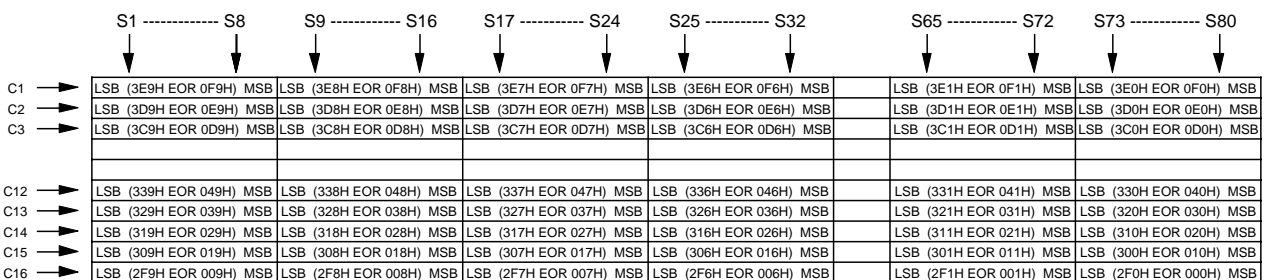 S1 ------------- S8 S9 ------------ S16 S17 ------------ S24 S25 ------------ S32 S65 ------------ S72 S73 ------------ S80
C1 LSB (3E9H EOR 0F9H) MSB LSB (3E8H EOR 0F8H) MSB LSB (3E7H EOR 0F7H) MSB LSB (3E6H EOR 0F6H) MSB LSB (3E1H EOR 0F1H) MSB LSB (3E0H EOR 0F0H) MSB
C2 LSB (3D9H EOR 0E9H) MSB LSB (3D8H EOR 0E8H) MSB LSB (3D7H EOR 0E7H) MSB LSB (3D6H EOR 0E6H) MSB LSB (3D1H EOR 0E1H) MSB LSB (3D0H EOR 0E0H) MSB
C3 LSB (3C9H EOR 0D9H) MSB LSB (3C8H EOR 0D8H) MSB LSB (3C7H EOR 0D7H) MSB LSB (3C6H EOR 0D6H) MSB LSB (3C1H EOR 0D1H) MSB LSB (3C0H EOR 0D0H) MSB
C12 LSB (339H EOR 049H) MSB LSB (338H EOR 048H) MSB LSB (337H EOR 047H) MSB LSB (336H EOR 046H) MSB LSB (331H EOR 041H) MSB LSB (330H EOR 040H) MSB
C13 LSB (329H EOR 039H) MSB LSB (328H EOR 038H) MSB LSB (327H EOR 037H) MSB LSB (326H EOR 036H) MSB LSB (321H EOR 031H) MSB LSB (320H EOR 030H) MSB
C14 LSB (319H EOR 029H) MSB LSB (318H EOR 028H) MSB LSB (317H EOR 027H) MSB LSB (316H EOR 026H) MSB LSB (311H EOR 021H) MSB LSB (310H EOR 020H) MSB
C15 LSB (309H EOR 019H) MSB LSB (308H EOR 018H) MSB LSB (307H EOR 017H) MSB LSB (306H EOR 016H) MSB LSB (301H EOR 011H) MSB LSB (300H EOR 010H) MSB
C16 LSB (2F9H EOR 009H) MSB LSB (2F8H EOR 008H) MSB LSB (2F7H EOR 007H) MSB LSB (2F6H EOR 006H) MSB LSB (2F1H EOR 001H) MSB LSB (2F0H EOR 000H) MSB